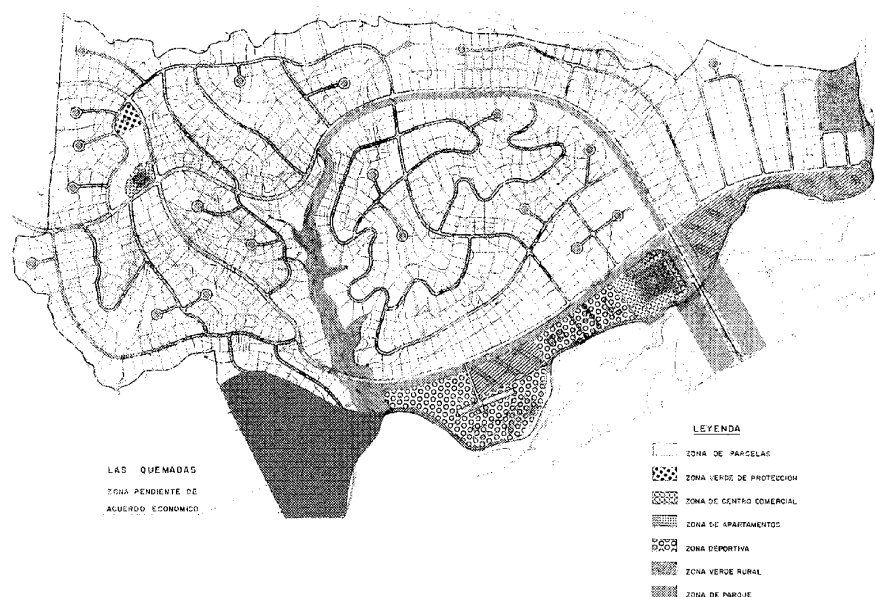 LAS QUEMADAS
ZONA PENDIENTE DE
ACUERDO ECONOMICO
LEYENDA
ZONA DE PARCELAS
ZONA VERDE DE PROTECCION
ZONA DE CENTRO COMERCIAL
ZONA DE APARTAMENTOS
ZONA DEPORTIVA
ZONA VERDE RURAL
ZONA DE PARQUE